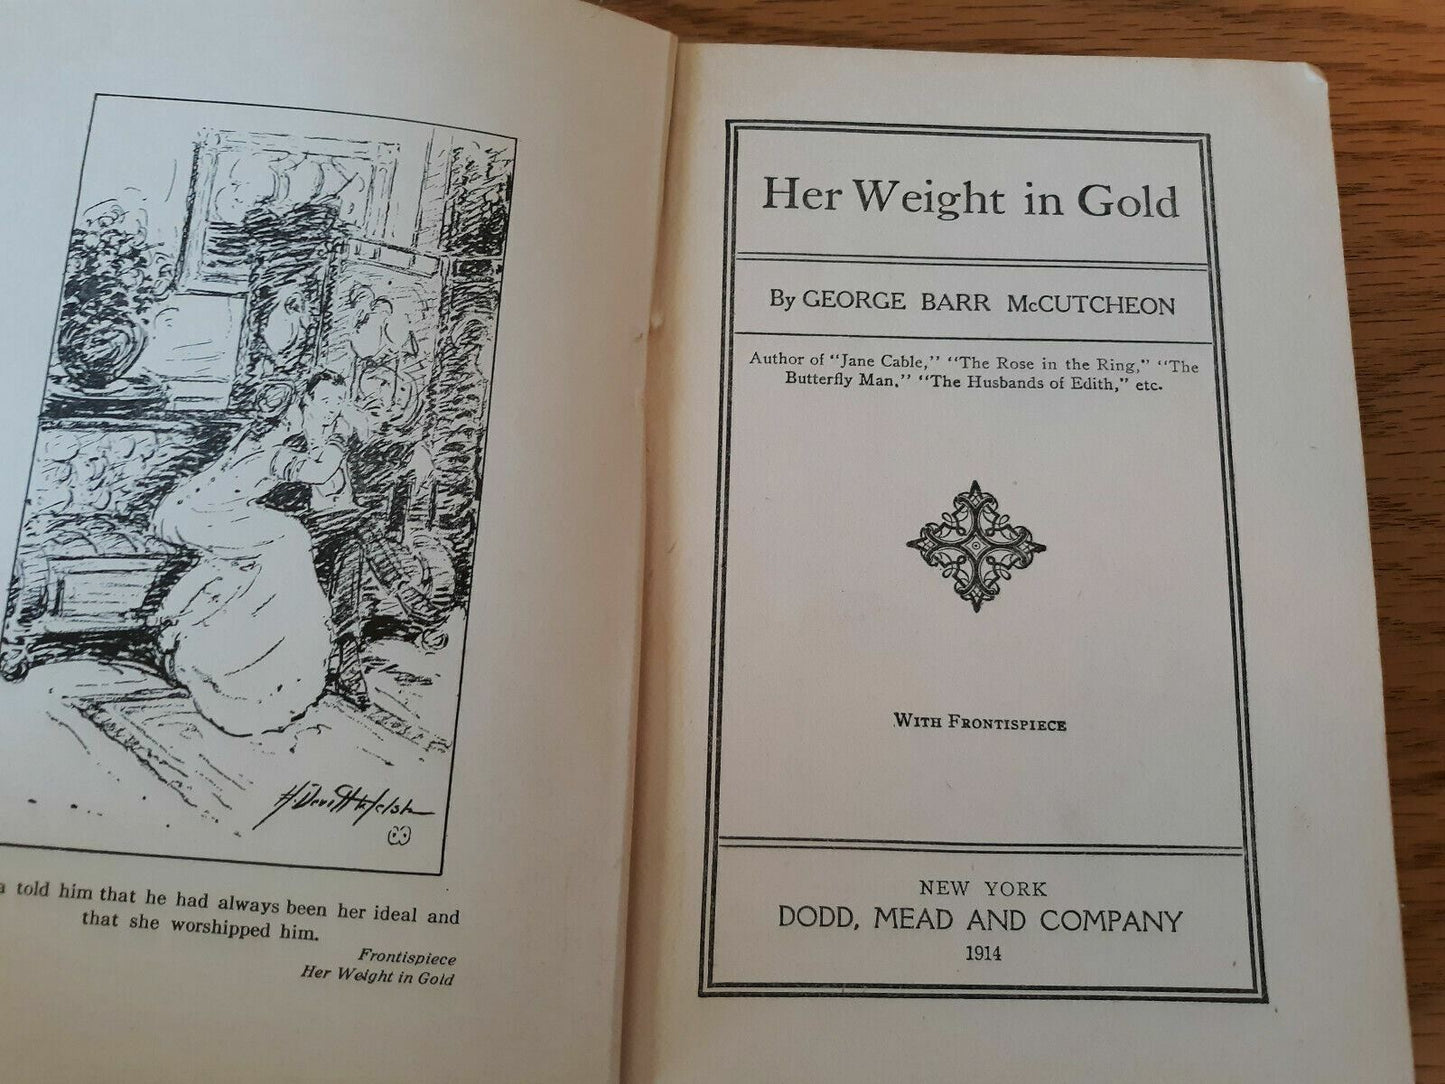 H. Devitt Welsh
told him that he had always been her ideal and
that she worshipped him.
Frontispiece
Her Weight in Gold
Her Weight in Gold
By GEORGE BARR McCUTCHEON
Author of "Jane Cable," "The Rose in the Ring," "The
Butterfly Man," "The Husbands of Edith," etc.
WITH FRONTISPIECE
NEW YORK
DODD, MEAD AND COMPANY
1914